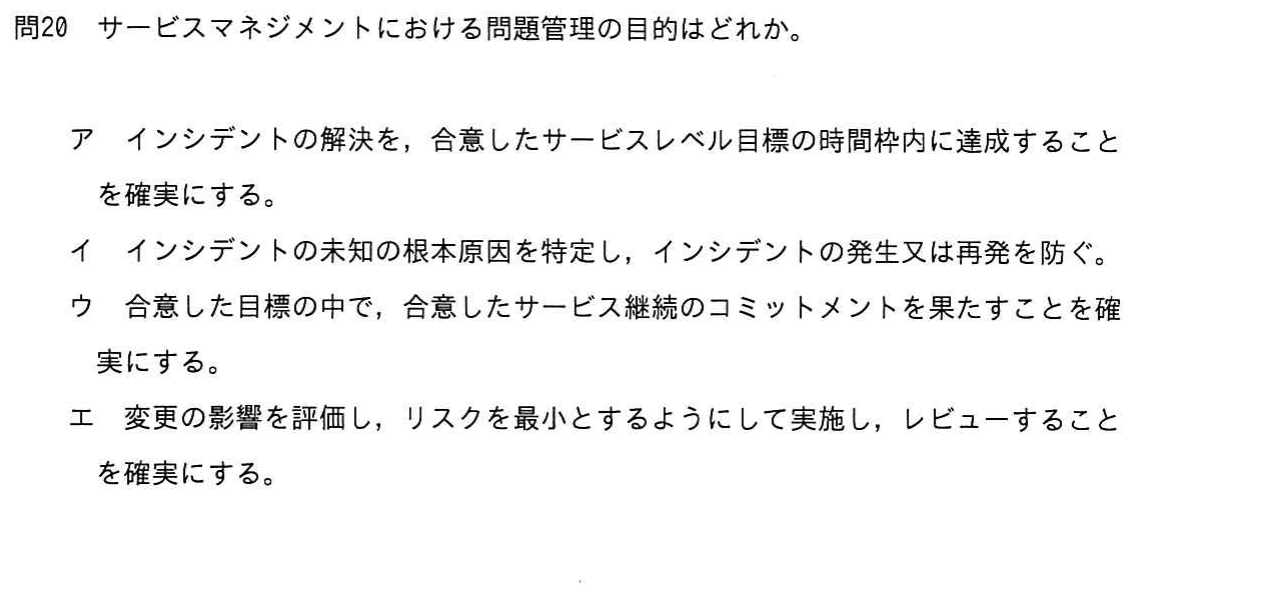 問20　サービスマネジメントにおける問題管理の目的はどれか。
ア　インシデントの解決を，合意したサービスレベル目標の時間枠内に達成すること
を確実にする。
イ　インシデントの未知の根本原因を特定し，インシデントの発生又は再発を防ぐ。
ウ　合意した目標の中で，合意したサービス継続のコミットメントを果たすことを確
実にする。
エ　変更の影響を評価し，リスクを最小とするようにして実施し，レビューすること
を確実にする。